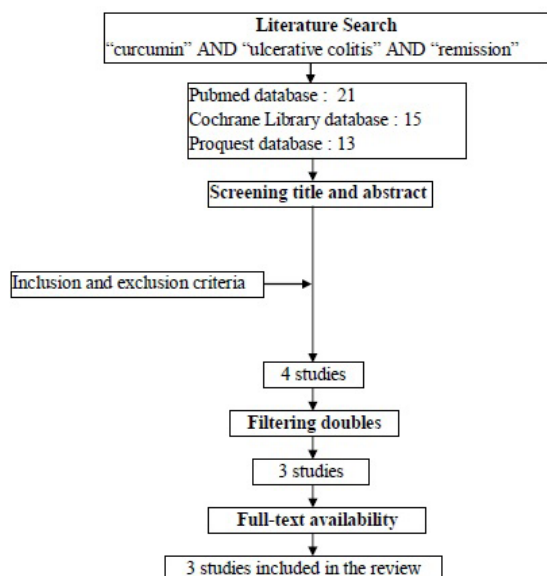 Literature Search
“curcumin” AND “ulcerative colitis” AND “remission”
Pubmed database : 21
Cochrane Library database : 15
Proquest database : 13
Screening title and abstract
Inclusion and exclusion criteria
4 studies
Filtering doubles
3 studies
Full-text availability
3 studies included in the review